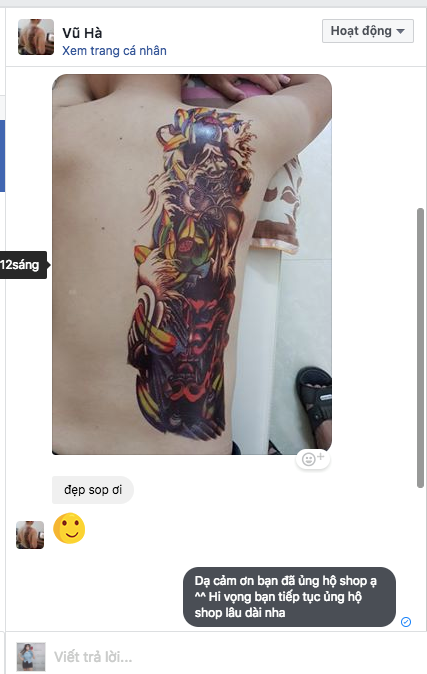 Vũ Hà
Hoạt động
Xem trang cá nhân
12sáng
đẹp sop ơi
Dạ cảm ơn bạn đã ủng hộ shop ạ
^^ Hi vọng bạn tiếp tục ủng hộ
shop lâu dài nha
Viết trả lời...